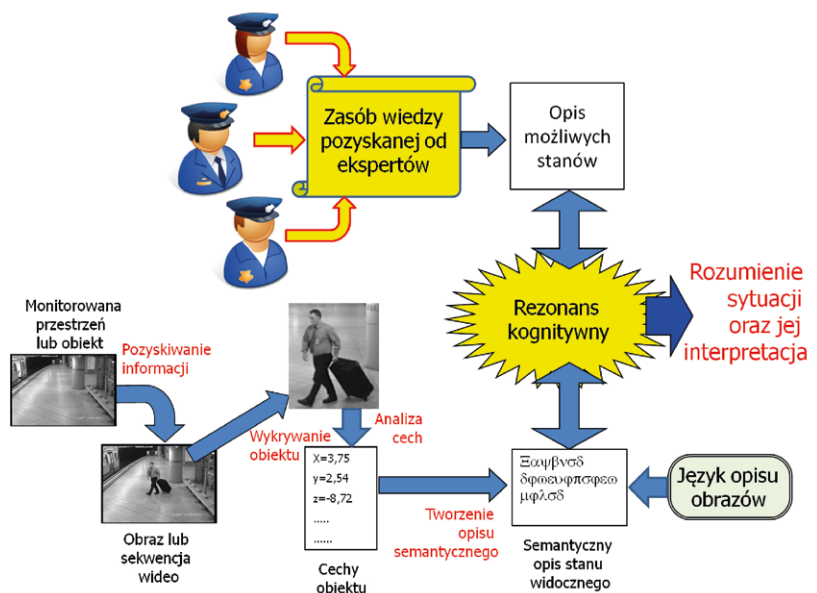 Zasób wiedzy
pozyskanej od
ekspertów
Opis
możliwych
stanów
Rezonans
kognitywny
Rozumienie
sytuacji
oraz jej
interpretacja
Monitorowana
przestrzeń
lub obiekt
Pozyskiwanie
informacji
Wykrywanie
obiektu
Analiza
cech
Obraz lub
sekwencja
wideo
X=3,75
y=2,54
z=-8,72
.....
......
Cechy
obiektu
Tworzenie
opisu
semantycznego
Ξαψβνσδ
δφωευφπσφεω
μφλσδ
Semantyczny
opis stanu
widocznego
Język opisu
obrazów